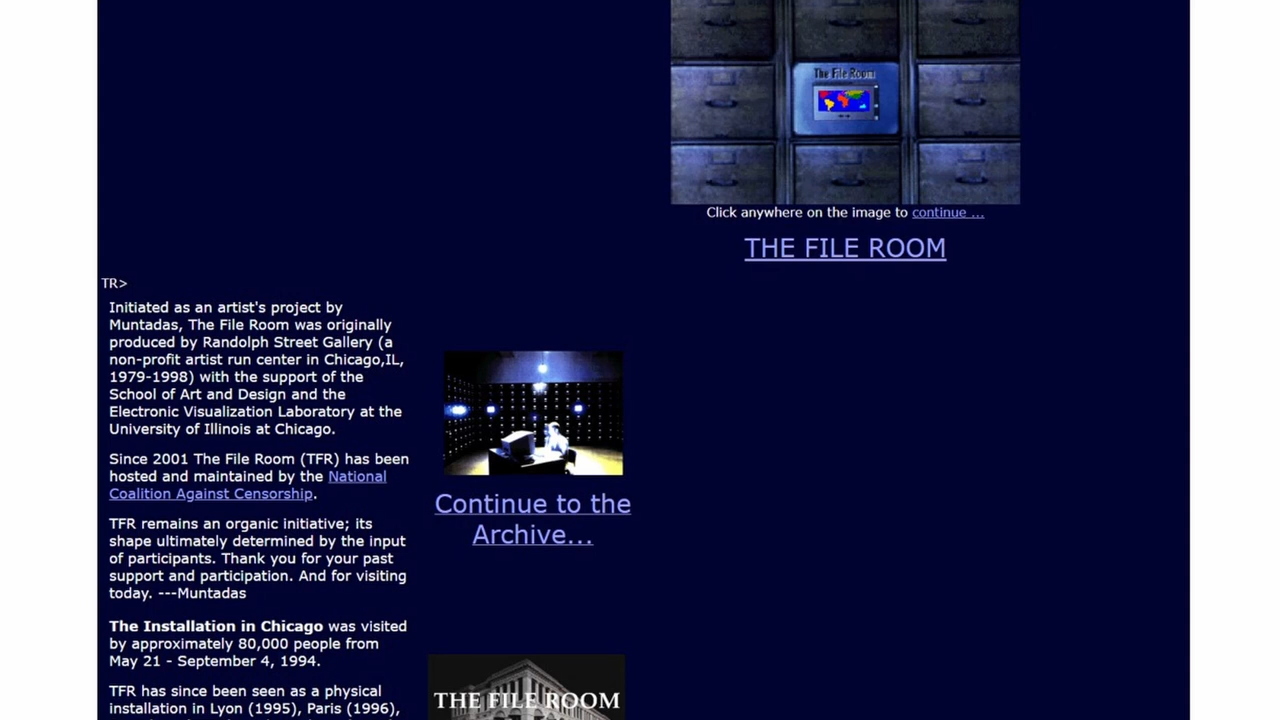 The File Room
Click anywhere on the image to continue ...
THE FILE ROOM
TR>
Initiated as an artist's project by
Muntadas, The File Room was originally
produced by Randolph Street Gallery (a
non-profit artist run center in Chicago,IL,
1979-1998) with the support of the
School of Art and Design and the
Electronic Visualization Laboratory at the
University of Illinois at Chicago.
Since 2001 The File Room (TFR) has been
hosted and maintained by the National
Coalition Against Censorship.
TFR remains an organic initiative; its
shape ultimately determined by the input
of participants. Thank you for your past
support and participation. And for visiting
today. ---Muntadas
The Installation in Chicago was visited
by approximately 80,000 people from
May 21 - September 4, 1994.
TFR has since been seen as a physical
installation in Lyon (1995), Paris (1996),
Continue to the
Archive...
THE FILE ROOM